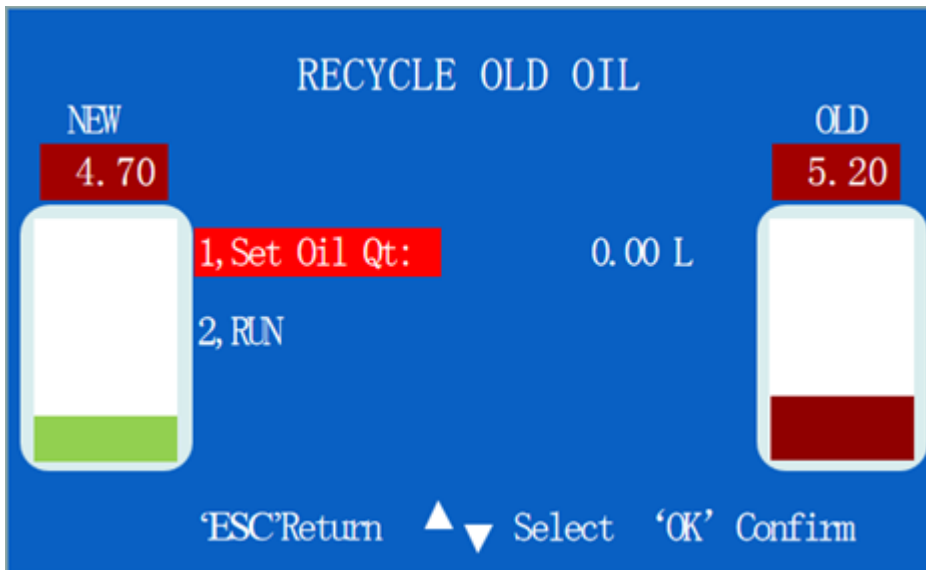 RECYCLE OLD OIL
NEW OLD
4.70 5.20
1,Set Oil Qt: 0.00 L
2,RUN
‘ESC’Return ▲▼ Select ‘OK’ Confirm